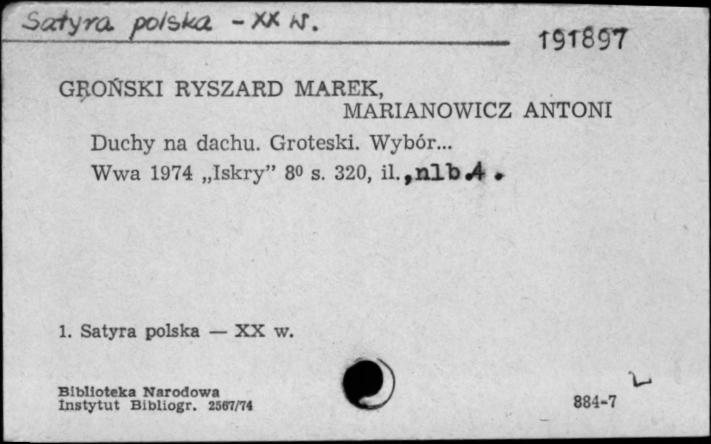 Satyra polska - XX w.
191897
GROŃSKI RYSZARD MAREK,
MARIANOWICZ ANTONI
Duchy na dachu. Groteski. Wybór...
Wwa 1974 „Iskry” 8⁰ s. 320, il., nlb.4.
1. Satyra polska — XX w.
Biblioteka Narodowa
Instytut Bibliogr. 2567/74
884-7